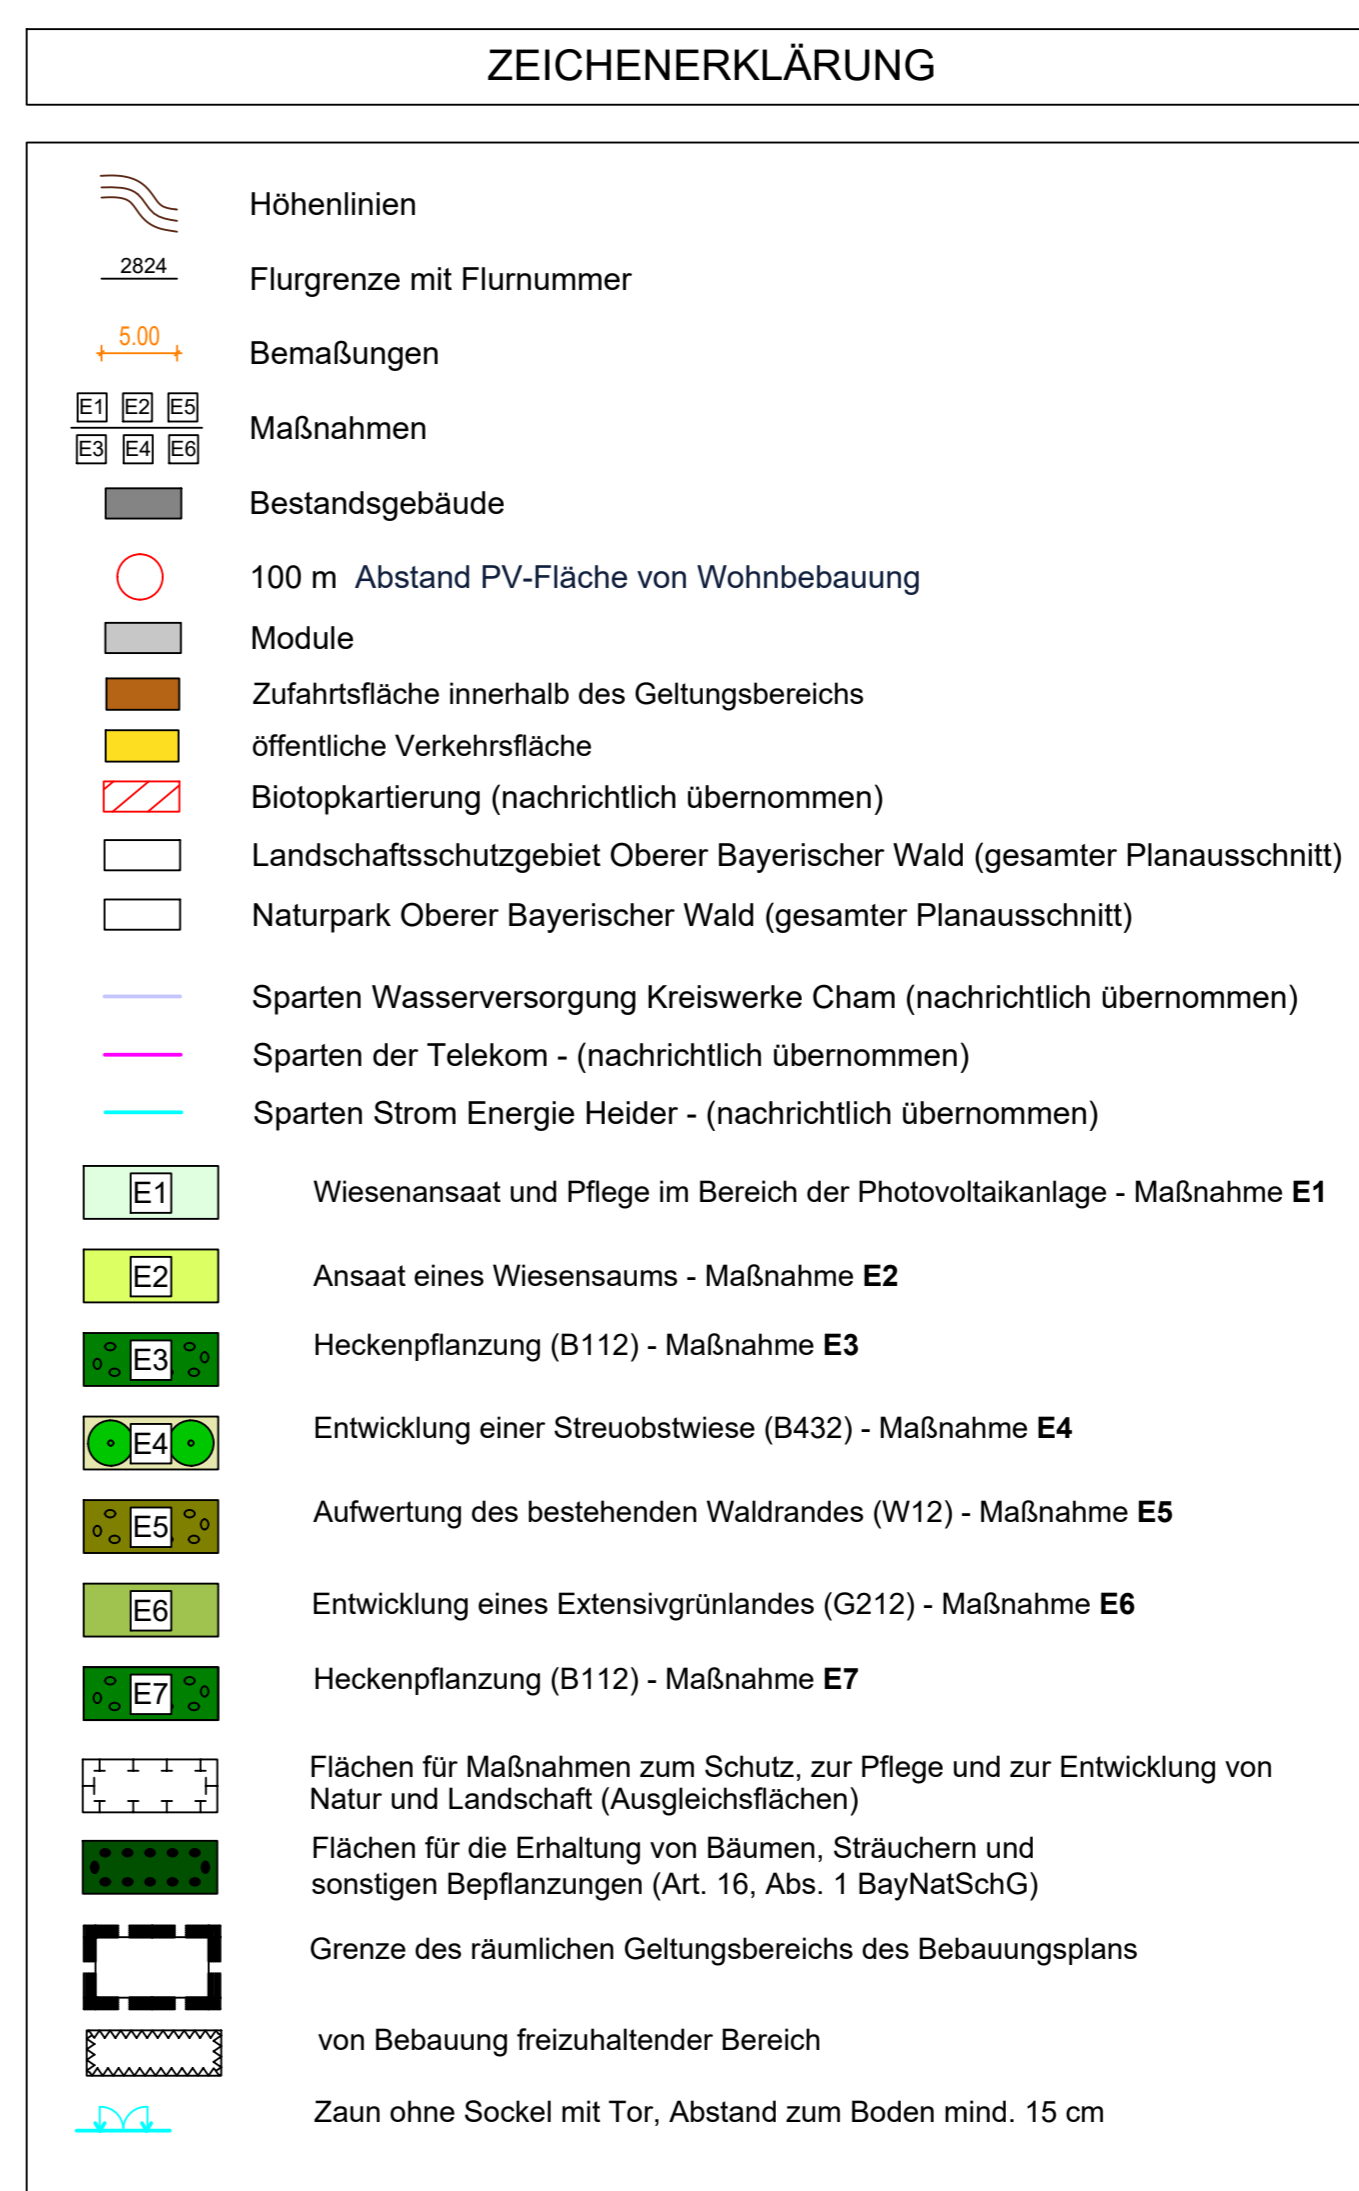 ZEICHENERKLÄRUNG
Höhenlinien
2824
Flurgrenze mit Flurnummer
5.00
Bemaßungen
E1 E2 E5
E3 E4 E6
Maßnahmen
Bestandsgebäude
100 m Abstand PV-Fläche von Wohnbebauung
Module
Zufahrtsfläche innerhalb des Geltungsbereichs
öffentliche Verkehrsfläche
Biotopkartierung (nachrichtlich übernommen)
Landschaftsschutzgebiet Oberer Bayerischer Wald (gesamter Planausschnitt)
Naturpark Oberer Bayerischer Wald (gesamter Planausschnitt)
Sparten Wasserversorgung Kreiswerke Cham (nachrichtlich übernommen)
Sparten der Telekom - (nachrichtlich übernommen)
Sparten Strom Energie Heider - (nachrichtlich übernommen)
E1 Wiesenansaat und Pflege im Bereich der Photovoltaikanlage - Maßnahme E1
E2 Ansaat eines Wiesensaums - Maßnahme E2
E3 Heckenpflanzung (B112) - Maßnahme E3
E4 Entwicklung einer Streuobstwiese (B432) - Maßnahme E4
E5 Aufwertung des bestehenden Waldrandes (W12) - Maßnahme E5
E6 Entwicklung eines Extensivgrünlandes (G212) - Maßnahme E6
E7 Heckenpflanzung (B112) - Maßnahme E7
Flächen für Maßnahmen zum Schutz, zur Pflege und zur Entwicklung von
Natur und Landschaft (Ausgleichsflächen)
Flächen für die Erhaltung von Bäumen, Sträuchern und
sonstigen Bepflanzungen (Art. 16, Abs. 1 BayNatSchG)
Grenze des räumlichen Geltungsbereichs des Bebauungsplans
von Bebauung freizuhaltender Bereich
Zaun ohne Sockel mit Tor, Abstand zum Boden mind. 15 cm